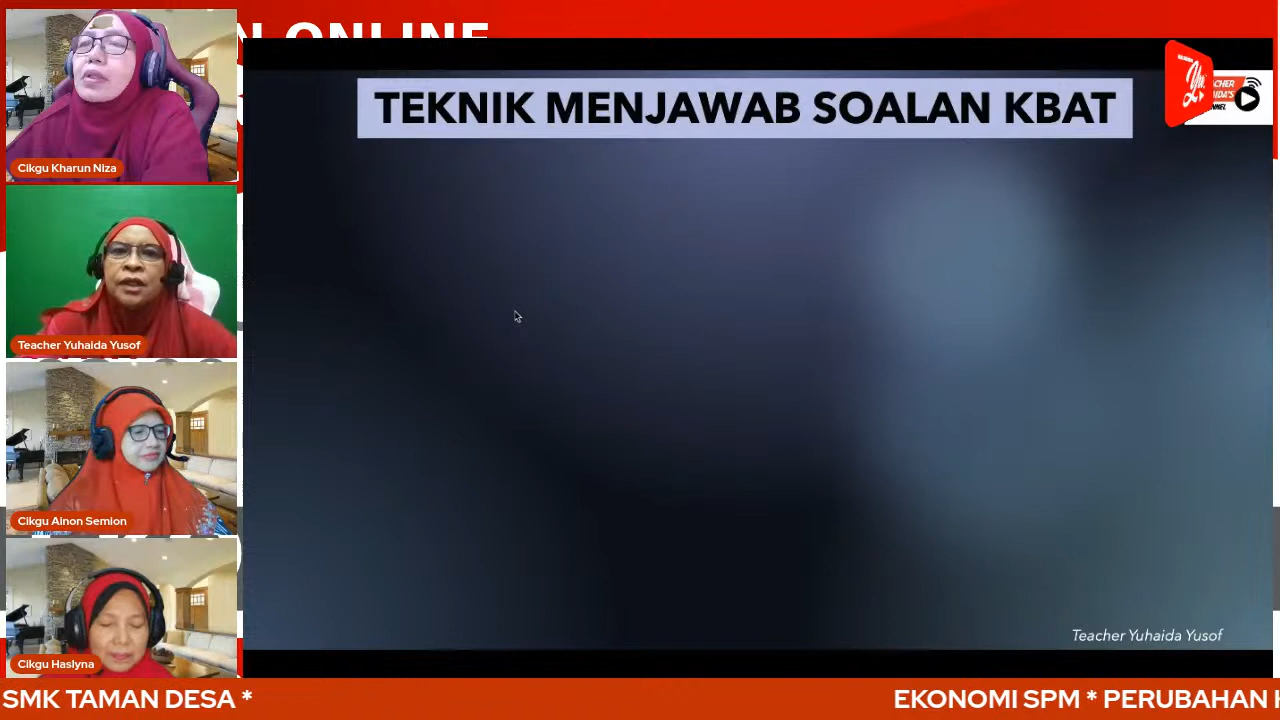 N ONLINE
Cikgu Kharun Niza
TEKNIK MENJAWAB SOALAN KBAT
Teacher Yuhaida Yusof
Cikgu Ainon Semion
Cikgu Haslyna
Teacher Yuhaida Yusof
SMK TAMAN DESA *
EKONOMI SPM * PERUBAHAN